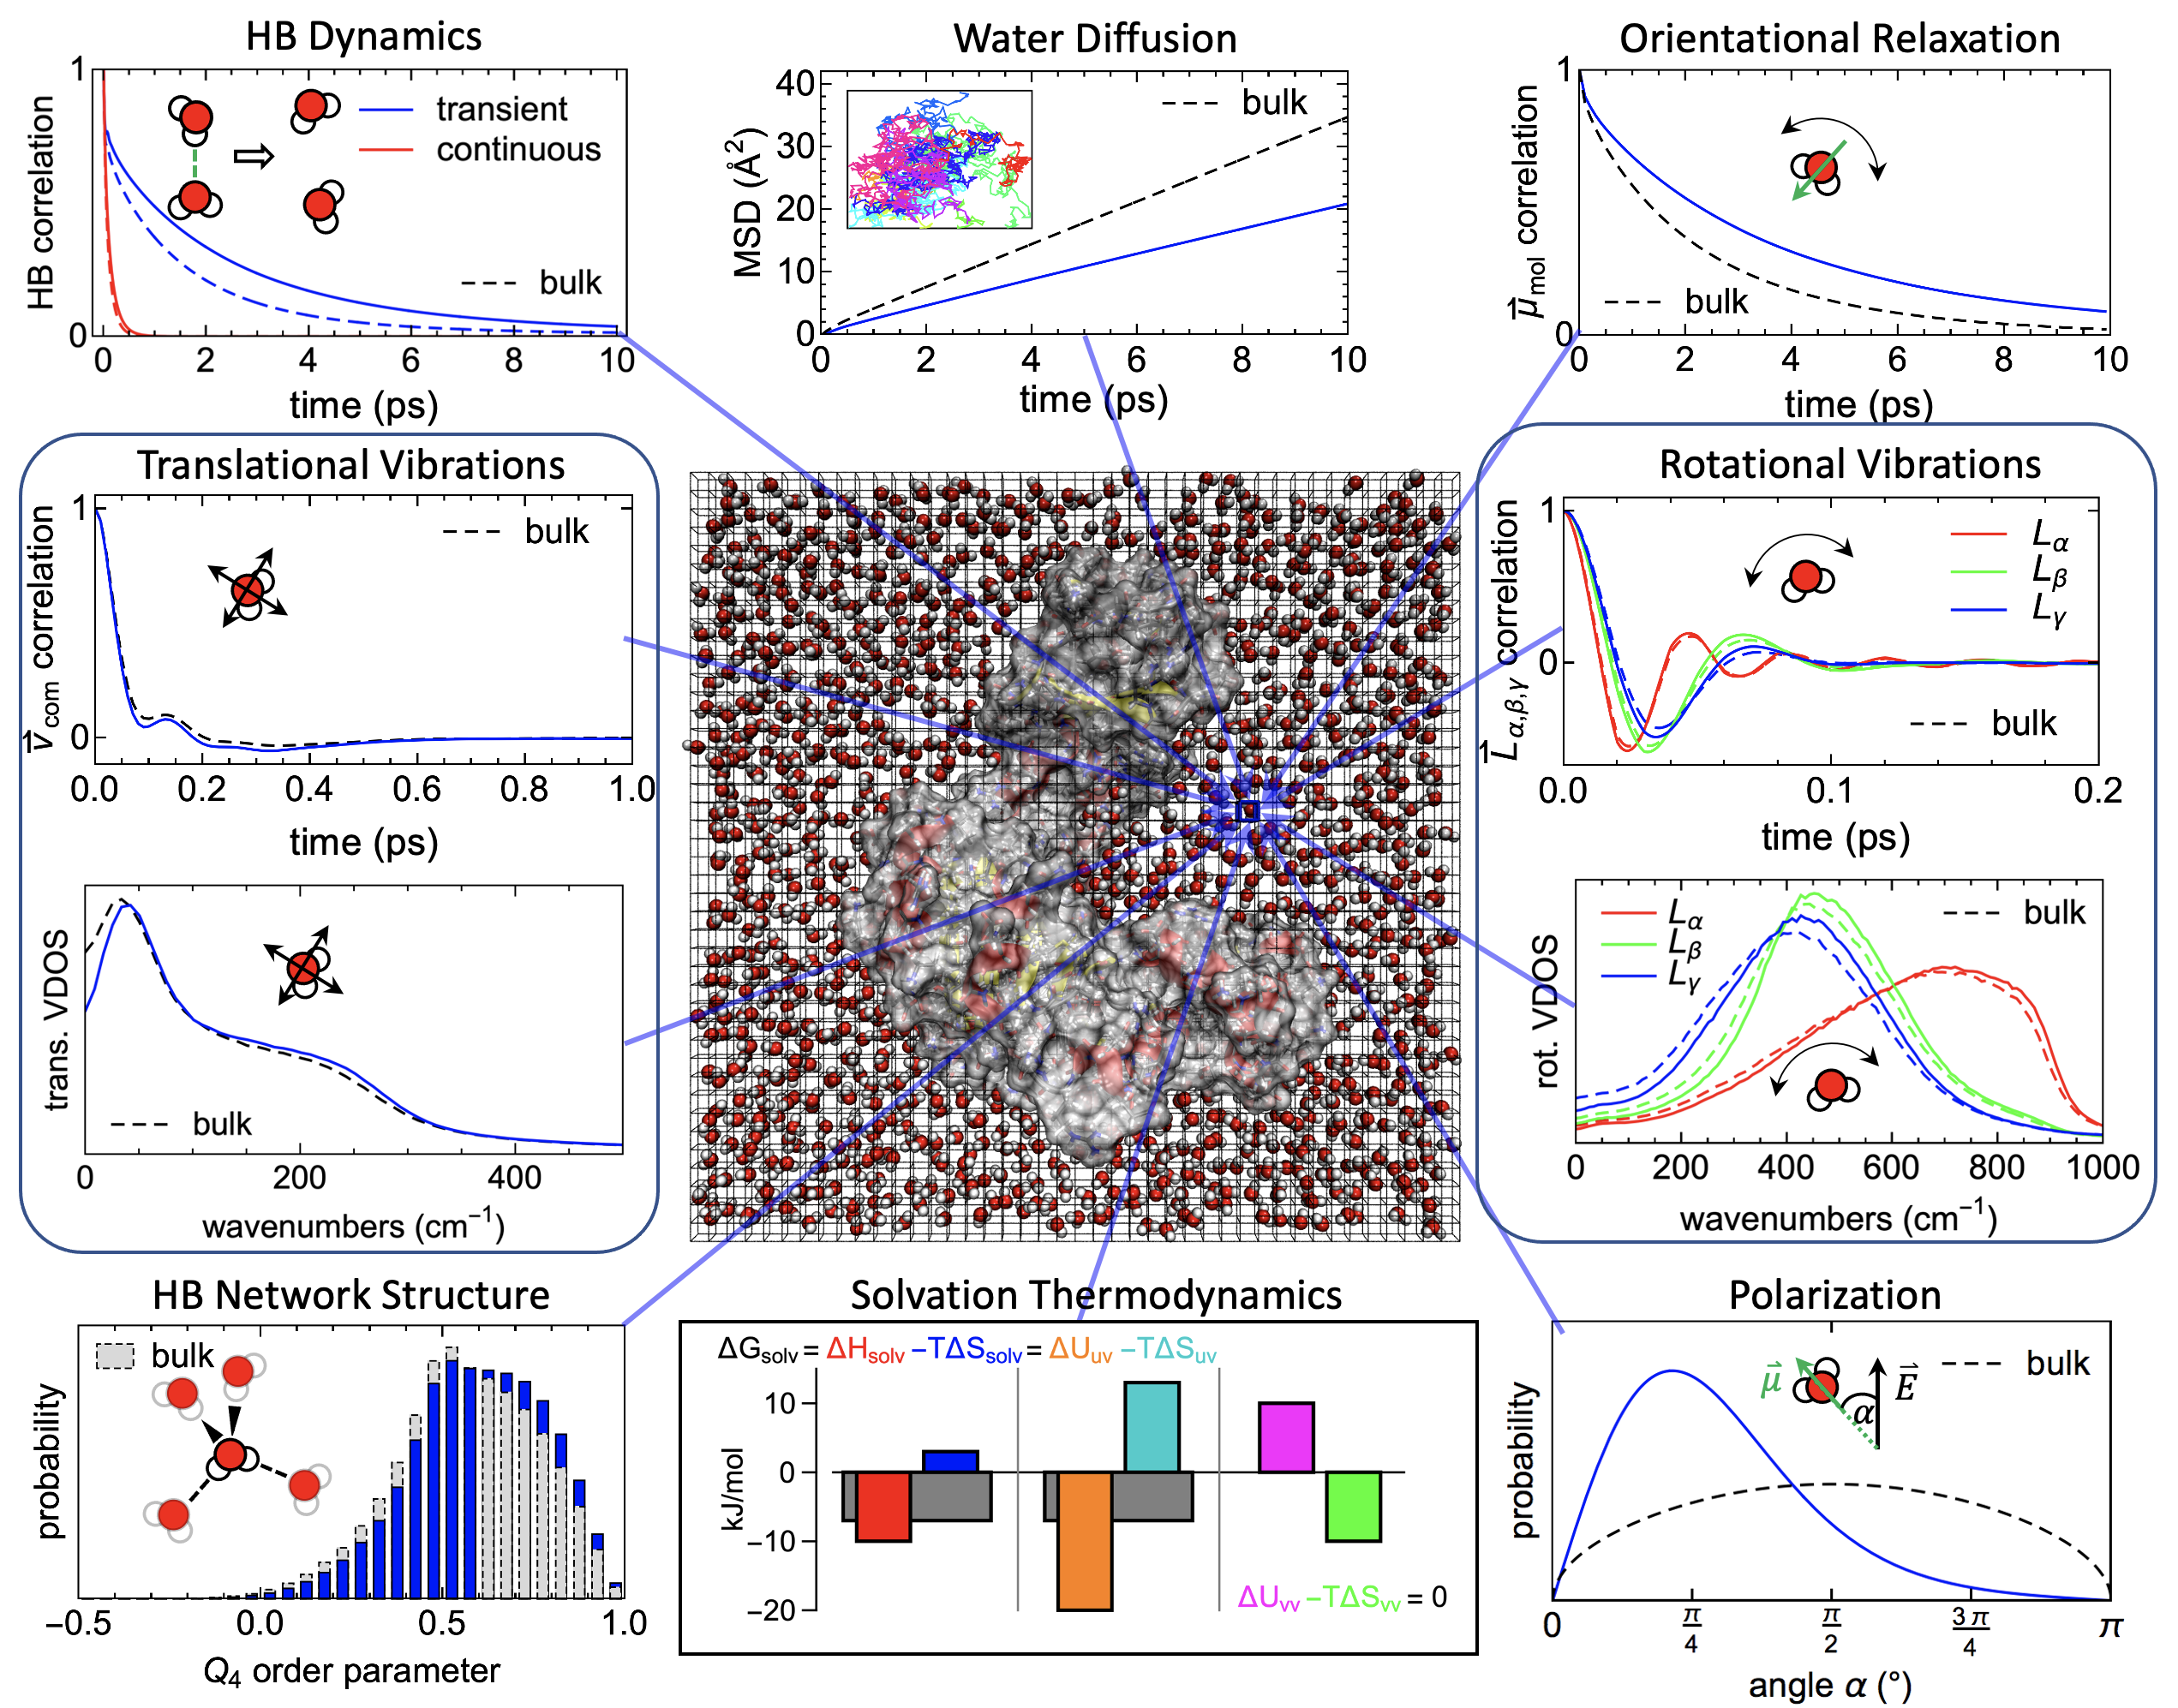 HB Dynamics
1
HB correlation
transient
continuous
bulk
0
0 2 4 6 8 10
time (ps)
Water Diffusion
40
30
20
10
0
MSD (Å²)
bulk
0 2 4 6 8 10
time (ps)
Orientational Relaxation
1
μ⃗mol correlation
bulk
0
0 2 4 6 8 10
time (ps)
Translational Vibrations
1
v⃗com correlation
bulk
0
0.0 0.2 0.4 0.6 0.8 1.0
time (ps)
trans. VDOS
bulk
0 200 400
wavenumbers (cm⁻¹)
Rotational Vibrations
1
L⃗α,β,γ correlation
Lα
Lβ
Lγ
0
bulk
0.0 0.1 0.2
time (ps)
rot. VDOS
Lα
Lβ
Lγ
bulk
0 200 400 600 800 1000
wavenumbers (cm⁻¹)
HB Network Structure
bulk
probability
−0.5 0.0 0.5 1.0
Q4 order parameter
Solvation Thermodynamics
ΔGsolv = ΔHsolv −TΔSsolv = ΔUuv −TΔSuv
10
0
−10
−20
kJ/mol
ΔUvv −TΔSvv = 0
Polarization
probability
bulk
μ⃗
E⃗
α
0 π/4 π/2 3π/4 π
angle α (°)